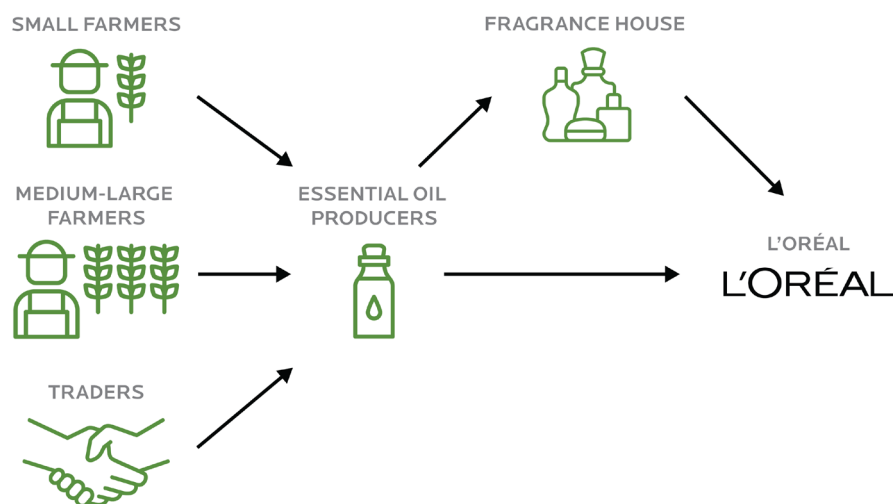 SMALL FARMERS
FRAGRANCE HOUSE
MEDIUM-LARGE
FARMERS
ESSENTIAL OIL
PRODUCERS
L'ORÉAL
L'ORÉAL
TRADERS